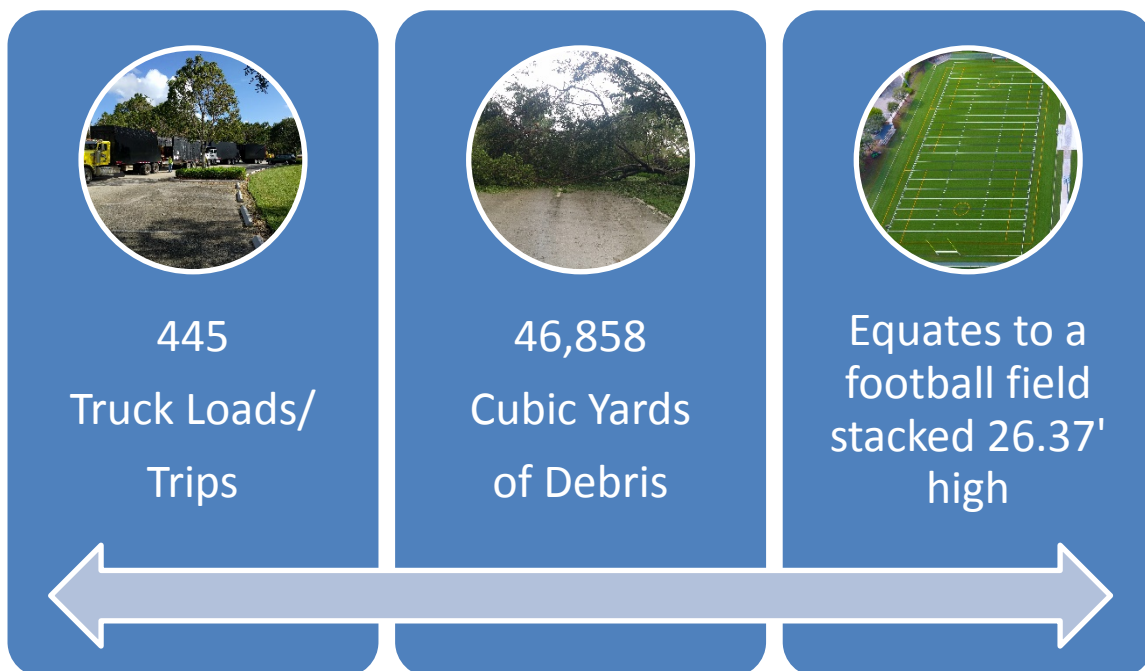 445
Truck Loads/
Trips
46,858
Cubic Yards
of Debris
Equates to a
football field
stacked 26.37'
high